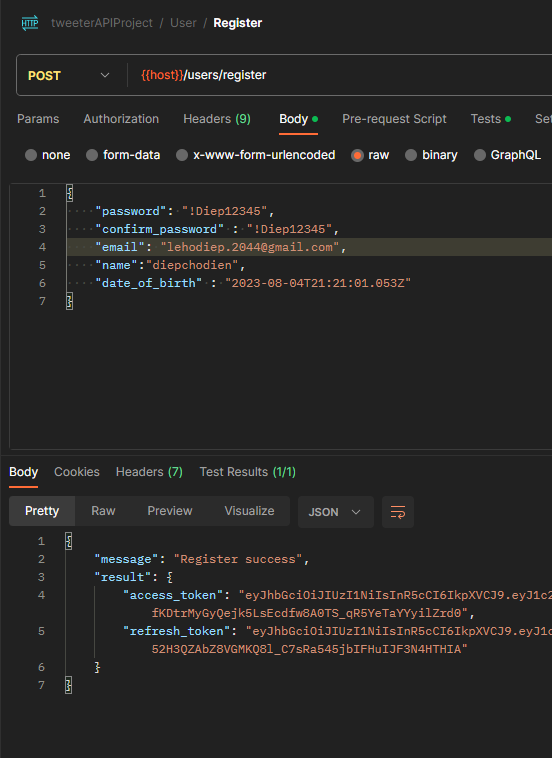 HTTP tweeterAPIProject / User / Register
POST {{host}}/users/register
Params Authorization Headers (9) Body Pre-request Script Tests Set
none form-data x-www-form-urlencoded raw binary GraphQL
1 {
2 "password": "!Diep12345",
3 "confirm_password" : "!Diep12345",
4 "email": "lehodiep.2044@gmail.com",
5 "name":"diepchodien",
6 "date_of_birth" : "2023-08-04T21:21:01.053Z"
7 }
Body Cookies Headers (7) Test Results (1/1)
Pretty Raw Preview Visualize JSON
1 {
2 "message": "Register success",
3 "result": {
4 "access_token": "eyJhbGciOiJIUzI1NiIsInR5cCI6IkpXVCJ9.eyJ1c2
fKDtrMyGyQejk5LsEcdfw8A0TS_qR5YeTaYYyilZrd0",
5 "refresh_token": "eyJhbGciOiJIUzI1NiIsInR5cCI6IkpXVCJ9.eyJ1c
52H3QZAbZ8VGMKQ8l_C7sRa545jbIFHuIJF3N4HTHIA"
6 }
7 }